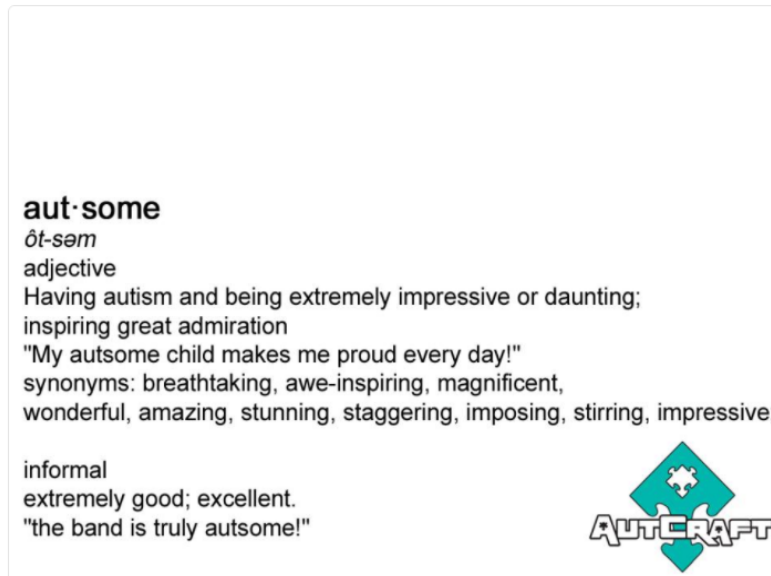 aut·some
ôt-səm
adjective
Having autism and being extremely impressive or daunting;
inspiring great admiration
"My autsome child makes me proud every day!"
synonyms: breathtaking, awe-inspiring, magnificent,
wonderful, amazing, stunning, staggering, imposing, stirring, impressive
informal
extremely good; excellent.
"the band is truly autsome!"
AUTCRAFT